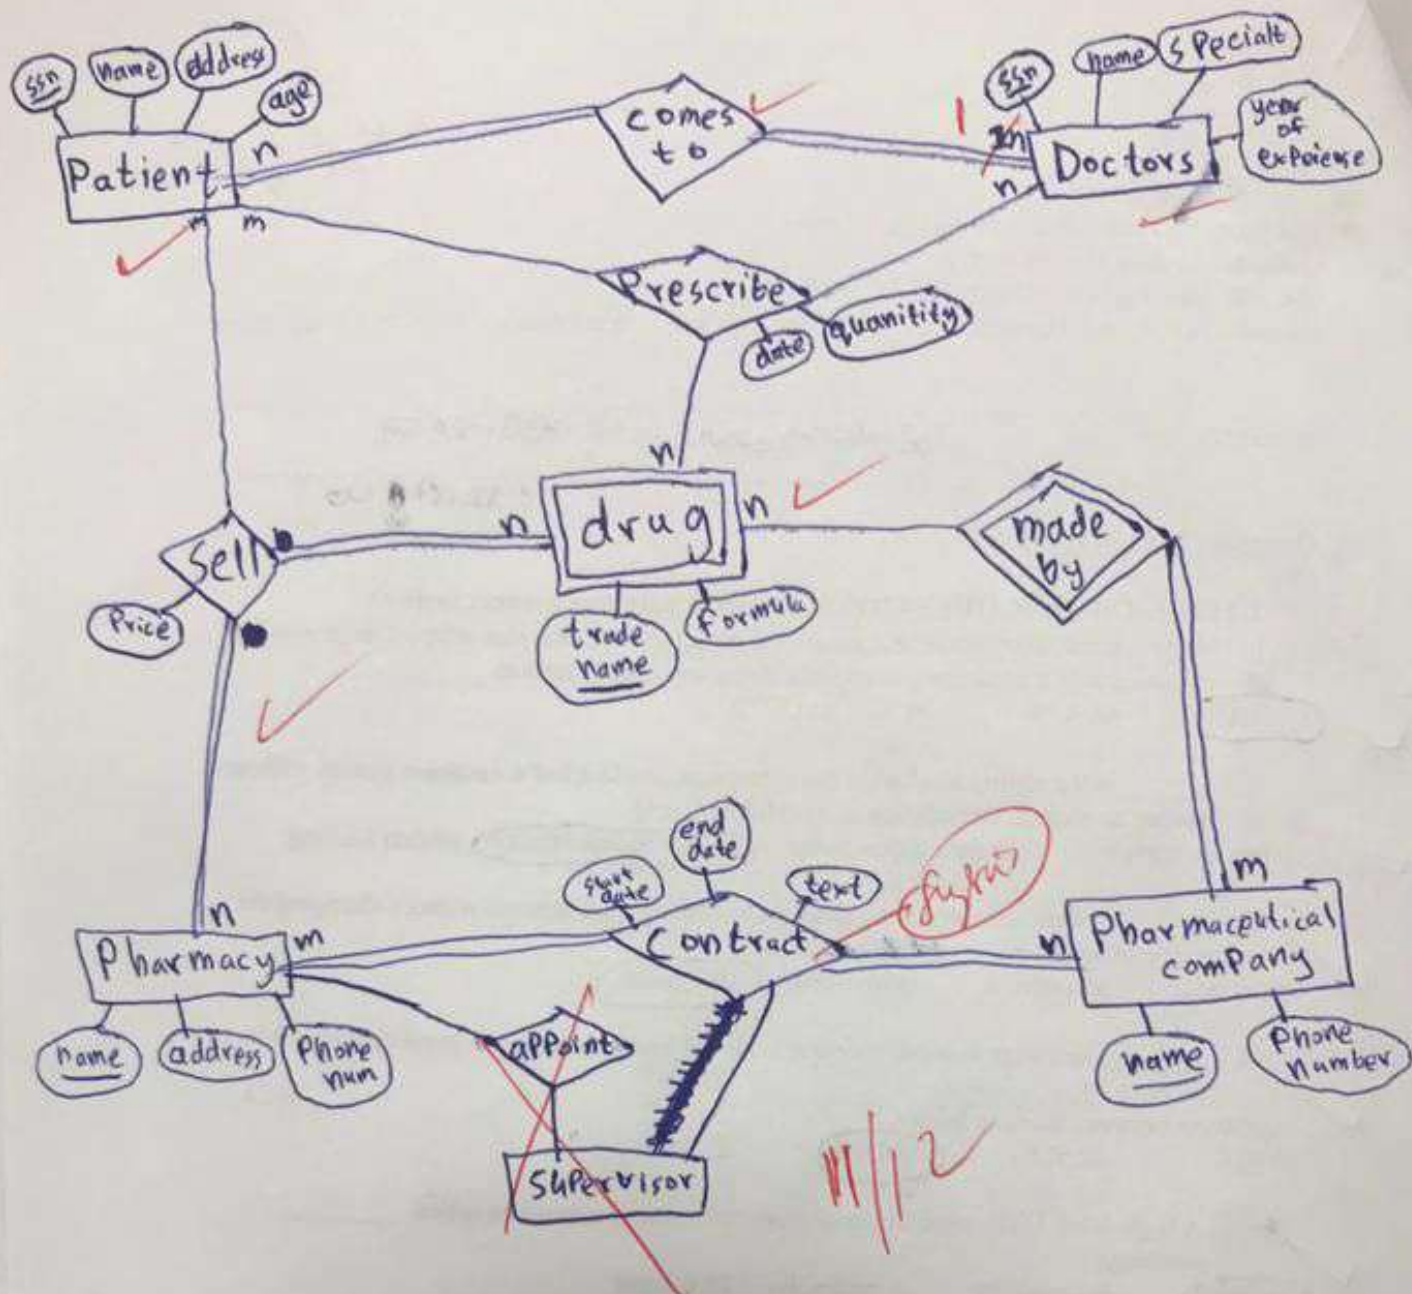 ssn
name
address
age
Patient
n
m
m
comes
to
1
m
n
ssn
name
specialt
year
of
expoiense
Doctors
Prescribe
date
quanitity
n
drug
n
n
trade
name
formula
made
by
Sell
Price
n
m
Pharmacy
name
address
Phone
num
start
date
end
date
text
contract
appoint
Supervisor
m
n
Pharmaceutical
company
name
Phone
number
11/12